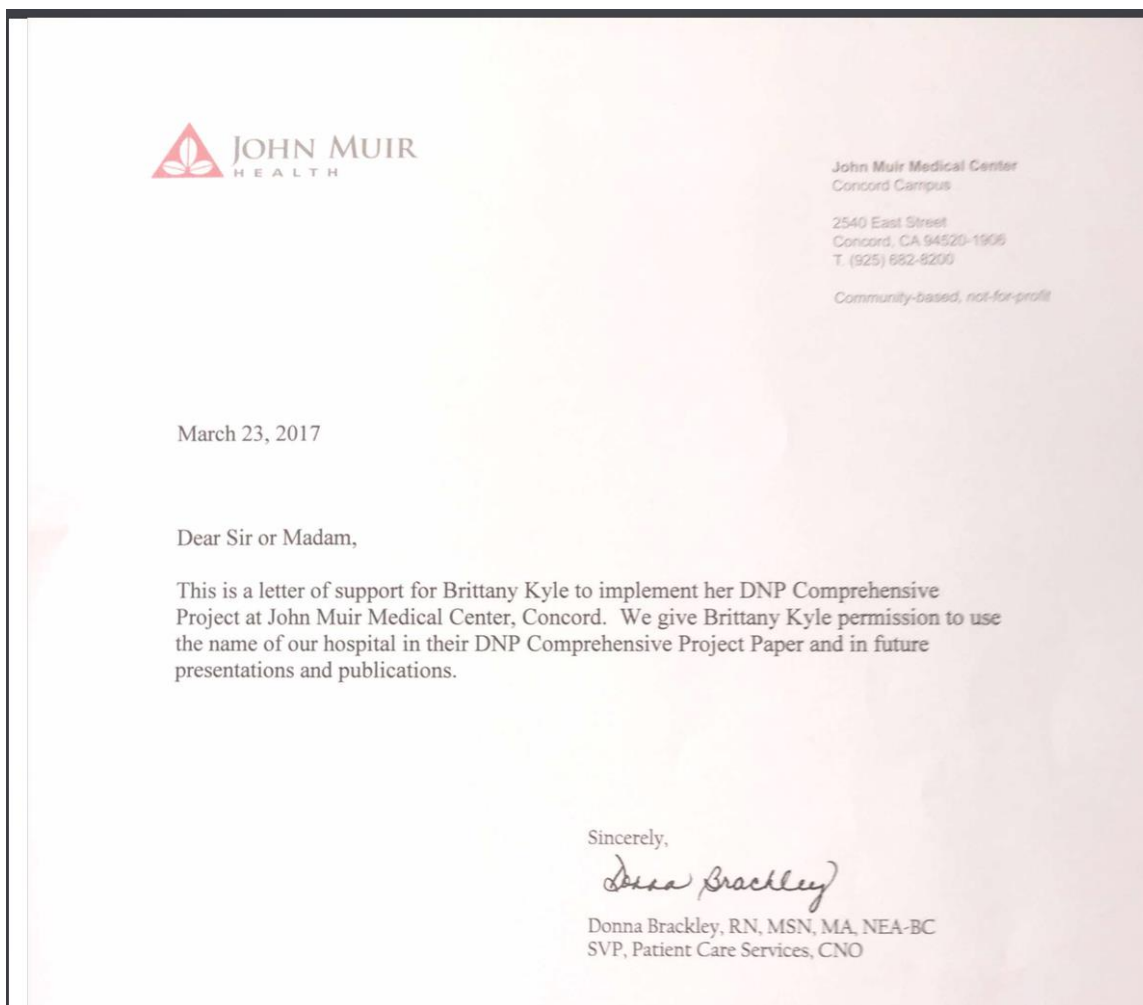 JOHN MUIR
HEALTH
John Muir Medical Center
Concord Campus
2540 East Street
Concord, CA 94520-1906
T. (925) 682-8200
Community-based, not-for-profit
March 23, 2017
Dear Sir or Madam,
This is a letter of support for Brittany Kyle to implement her DNP Comprehensive
Project at John Muir Medical Center, Concord. We give Brittany Kyle permission to use
the name of our hospital in their DNP Comprehensive Project Paper and in future
presentations and publications.
Sincerely,
Donna Brackley
Donna Brackley, RN, MSN, MA, NEA-BC
SVP, Patient Care Services, CNO